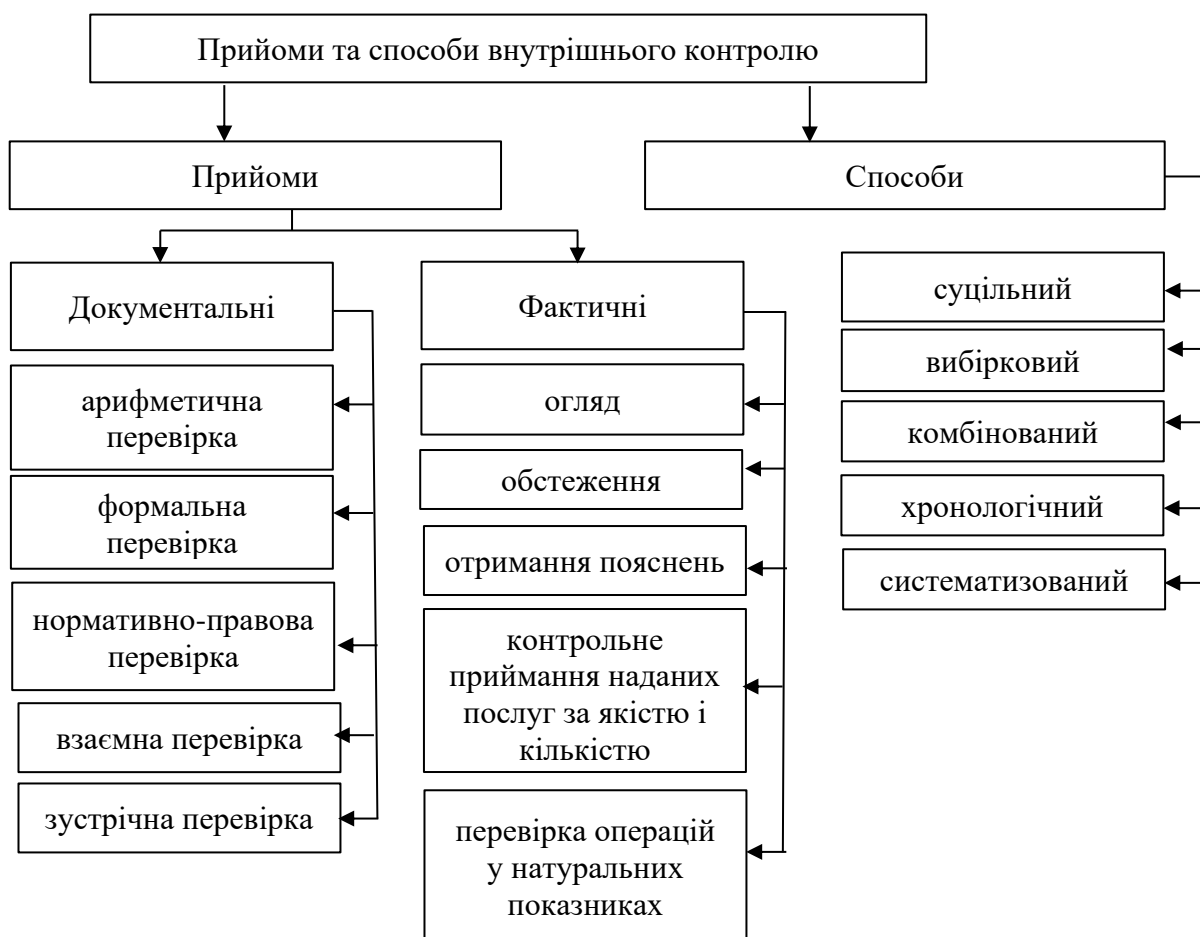 Прийоми та способи внутрішнього контролю
Прийоми
Способи
Документальні
арифметична
перевірка
формальна
перевірка
нормативно-правова
перевірка
взаємна перевірка
зустрічна перевірка
Фактичні
огляд
обстеження
отримання пояснень
контрольне
приймання наданих
послуг за якістю і
кількістю
перевірка операцій
у натуральних
показниках
суцільний
вибірковий
комбінований
хронологічний
систематизований